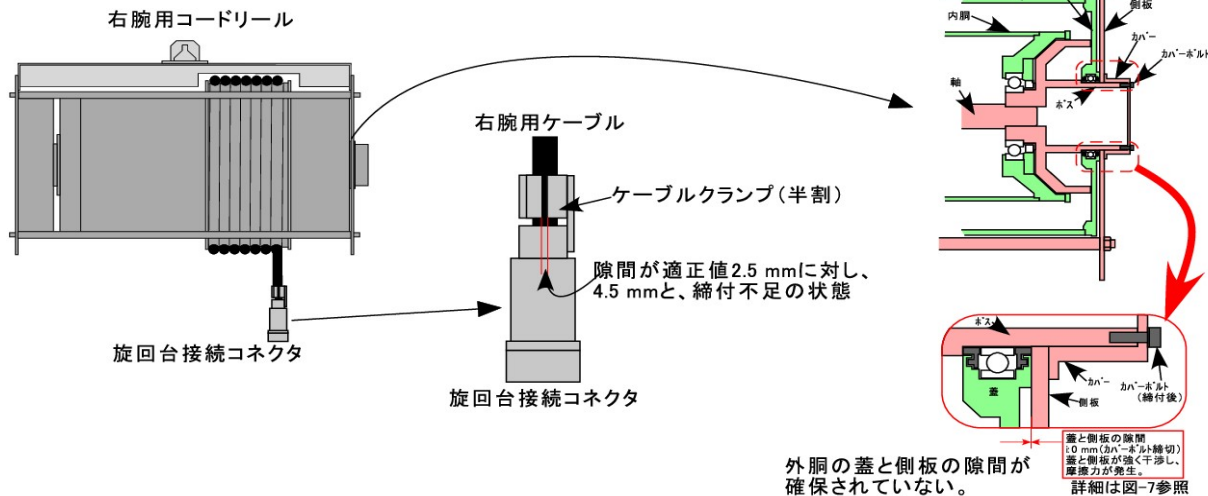 右腕用コードリール
旋回台接続コネクタ
右腕用ケーブル
ケーブルクランプ(半割)
隙間が適正値2.5 mmに対し、
4.5 mmと、締付不足の状態
旋回台接続コネクタ
側板
内胴
カバー
カバーボルト
軸
ボス
ボス
蓋
カバー
側板
カバーボルト
(締付後)
外胴の蓋と側板の隙間が
確保されていない。
蓋と側板の隙間
:0 mm(カバーボルト締切)
蓋と側板が強く干渉し、
摩擦力が発生。
詳細は図-7参照